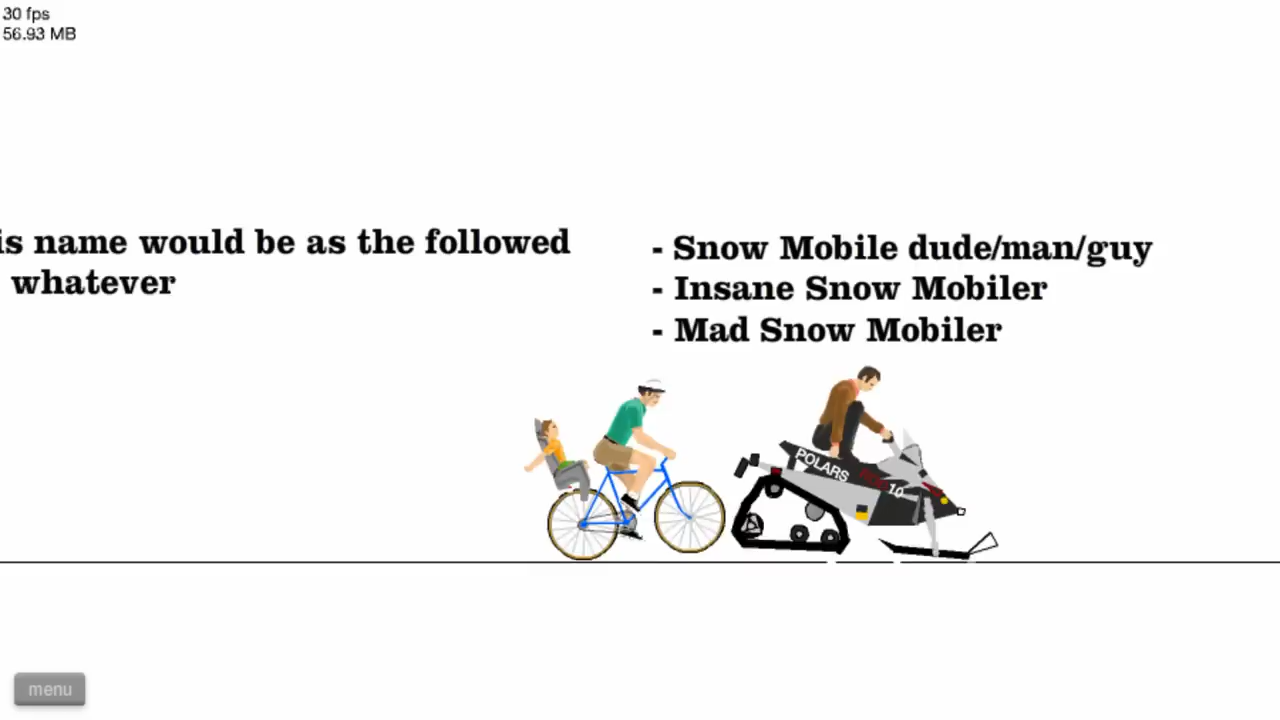 30 fps
56.93 MB
is name would be as the followed
whatever
- Snow Mobile dude/man/guy
- Insane Snow Mobiler
- Mad Snow Mobiler
POLARS
10
menu